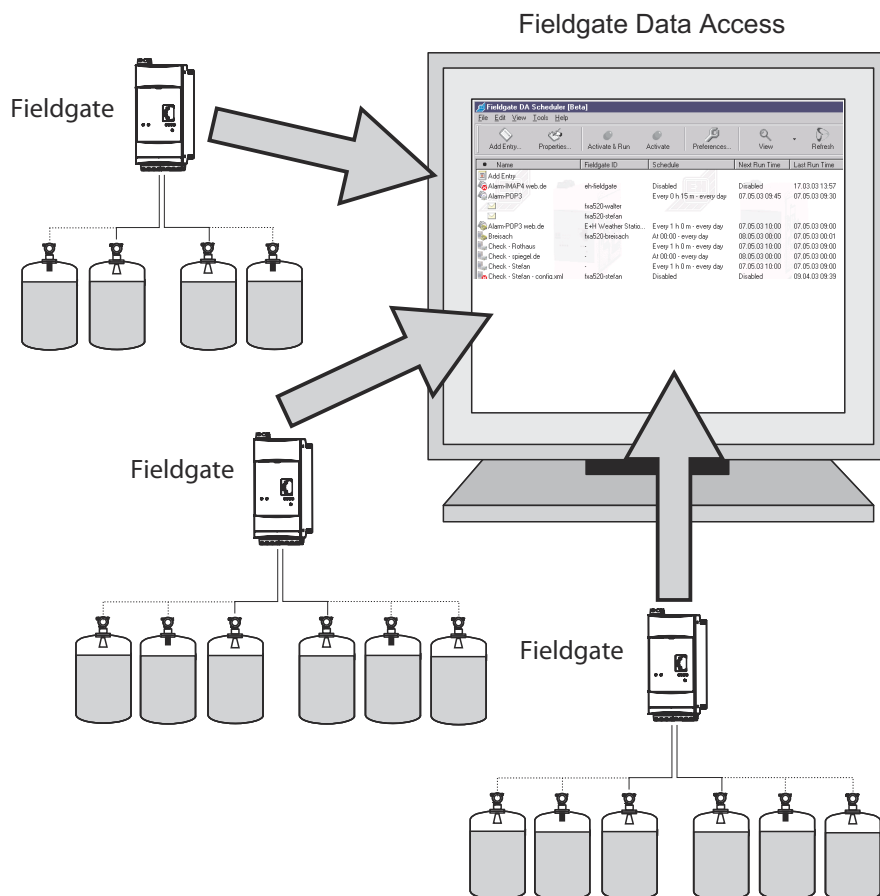 Fieldgate Data Access
Fieldgate
Fieldgate DA Scheduler [Beta]
File Edit View Tools Help
Add Entry... Properties... Activate & Run Activate Preferences... View Refresh
Name Fieldgate ID Schedule Next Run Time Last Run Time
Add Entry
Alarm-IMAP4 web.de eh-fieldgate Disabled Disabled 17.03.03 13:57
Alarm-POP3 Every 0 h 15 m - every day 07.05.03 09:45 07.05.03 09:30
fxa520-walter
fxa520-stefan
Alarm-POP3 web.de E+H Weather Statio... Every 1 h 0 m - every day 07.05.03 10:00 07.05.03 09:00
Breisach fxa520-breisach At 00:00 - every day 08.05.03 00:00 07.05.03 00:01
Check - Rothaus - Every 1 h 0 m - every day 07.05.03 10:00 07.05.03 09:00
Check - spiegel.de - At 00:00 - every day 08.05.03 00:00 07.05.03 00:00
Check - Stefan - Every 1 h 0 m - every day 07.05.03 10:00 07.05.03 09:00
Check - Stefan - config.xml fxa520-stefan Disabled Disabled 09.04.03 09:39
Fieldgate
Fieldgate